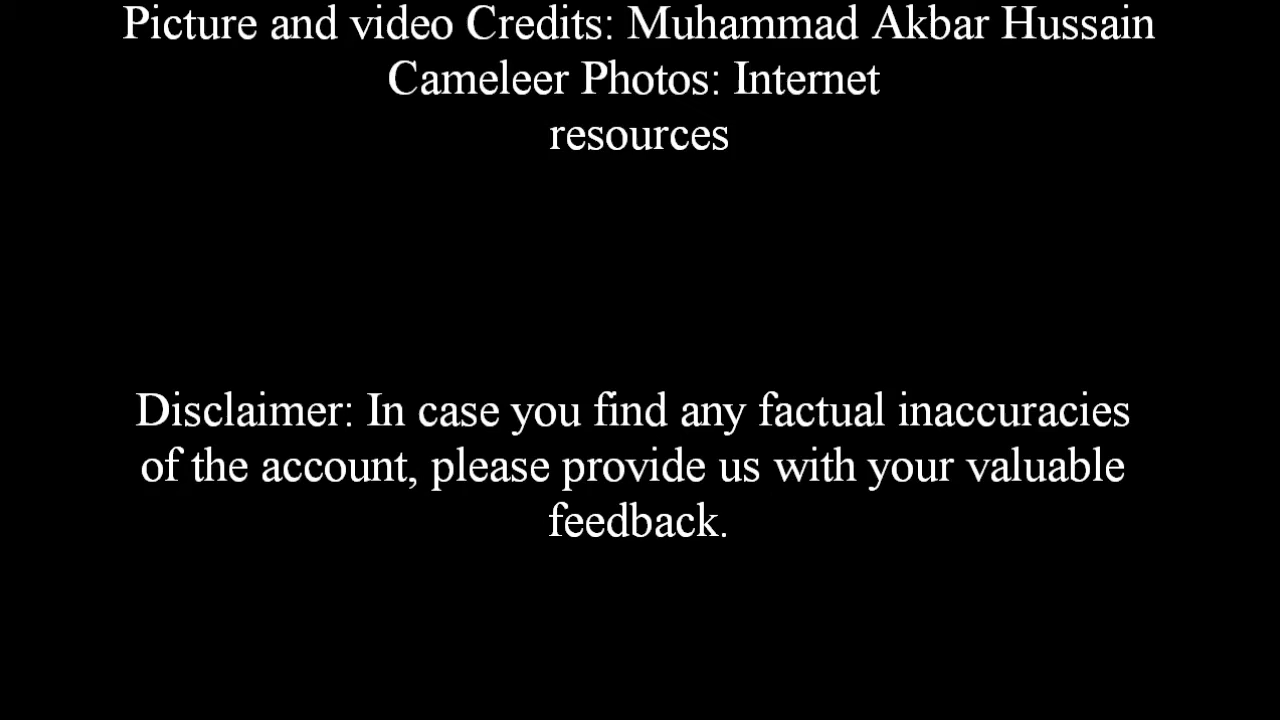 Picture and video Credits: Muhammad Akbar Hussain
Cameleer Photos: Internet
resources
Disclaimer: In case you find any factual inaccuracies
of the account, please provide us with your valuable
feedback.